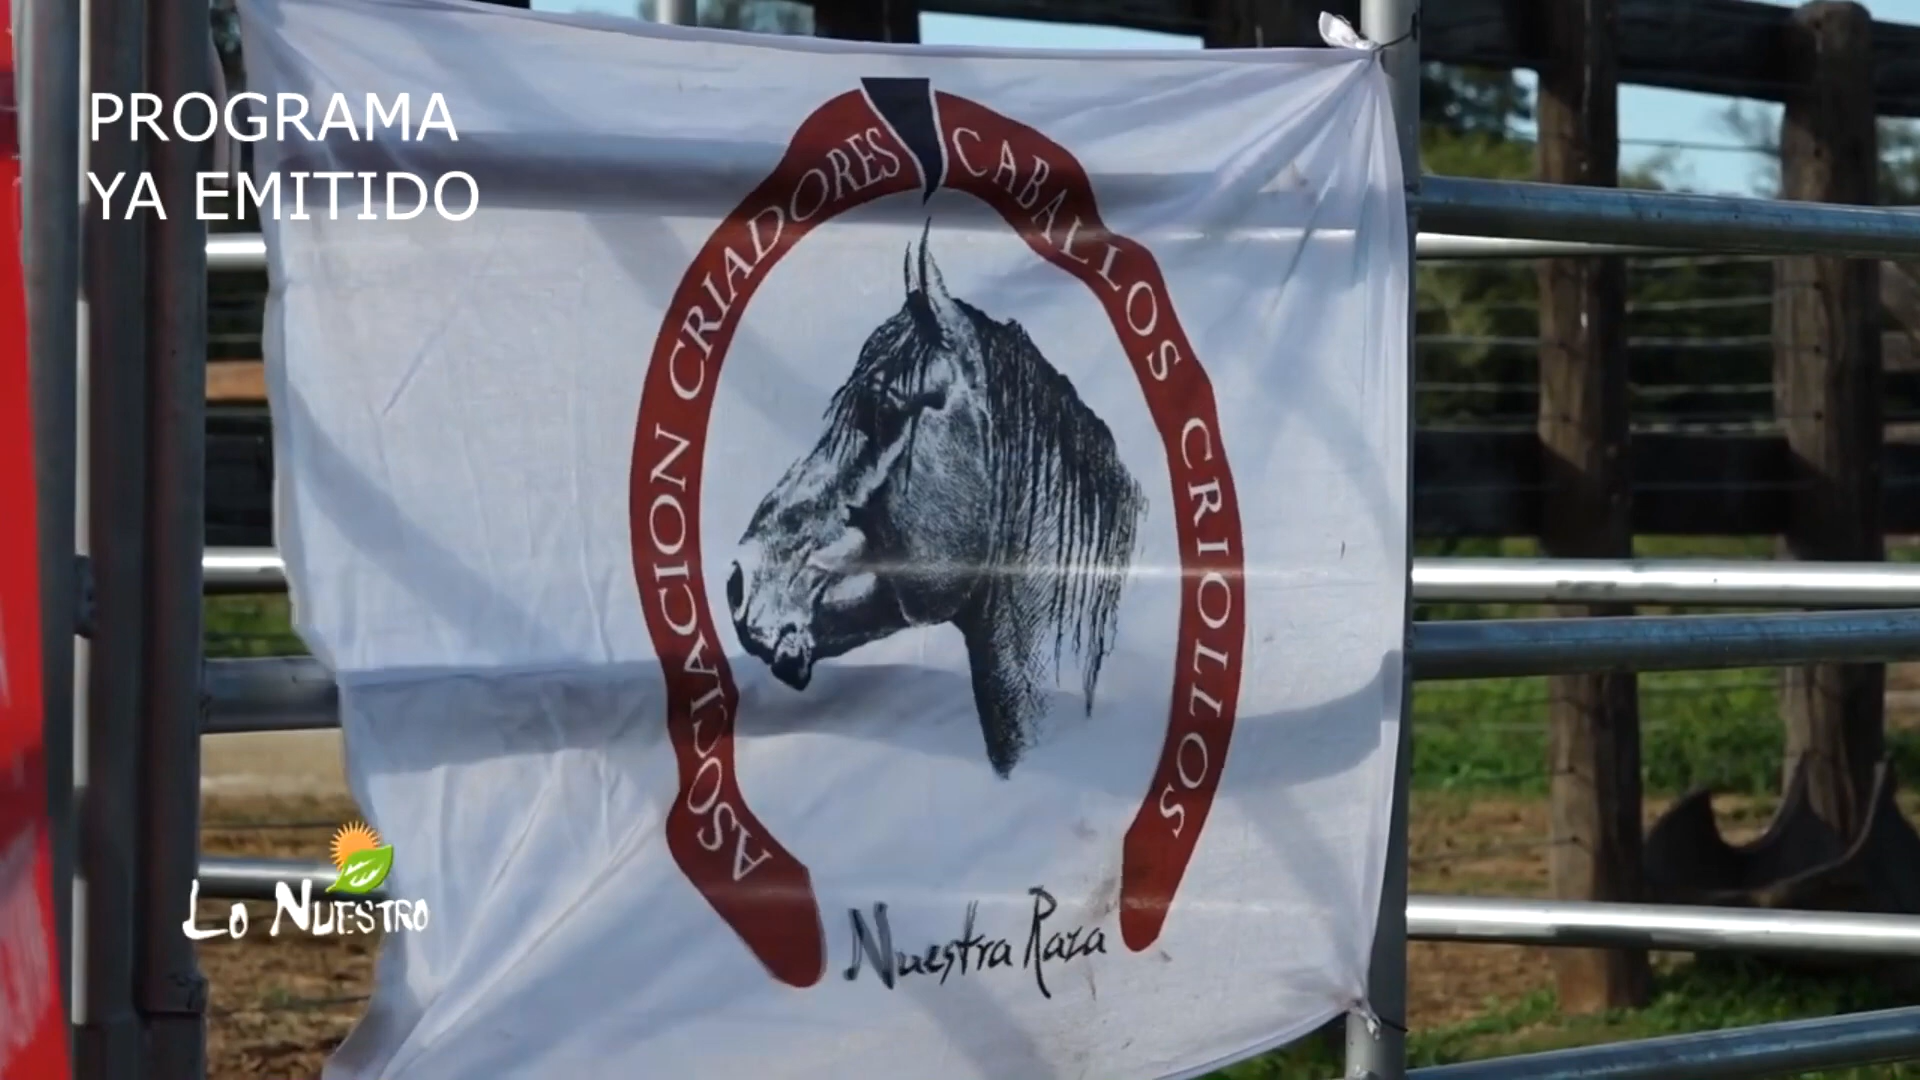 PROGRAMA
YA EMITIDO
ASOCIACION CRIADORES CABALLOS CRIOLLOS
Nuestra Raza
LO NUESTRO